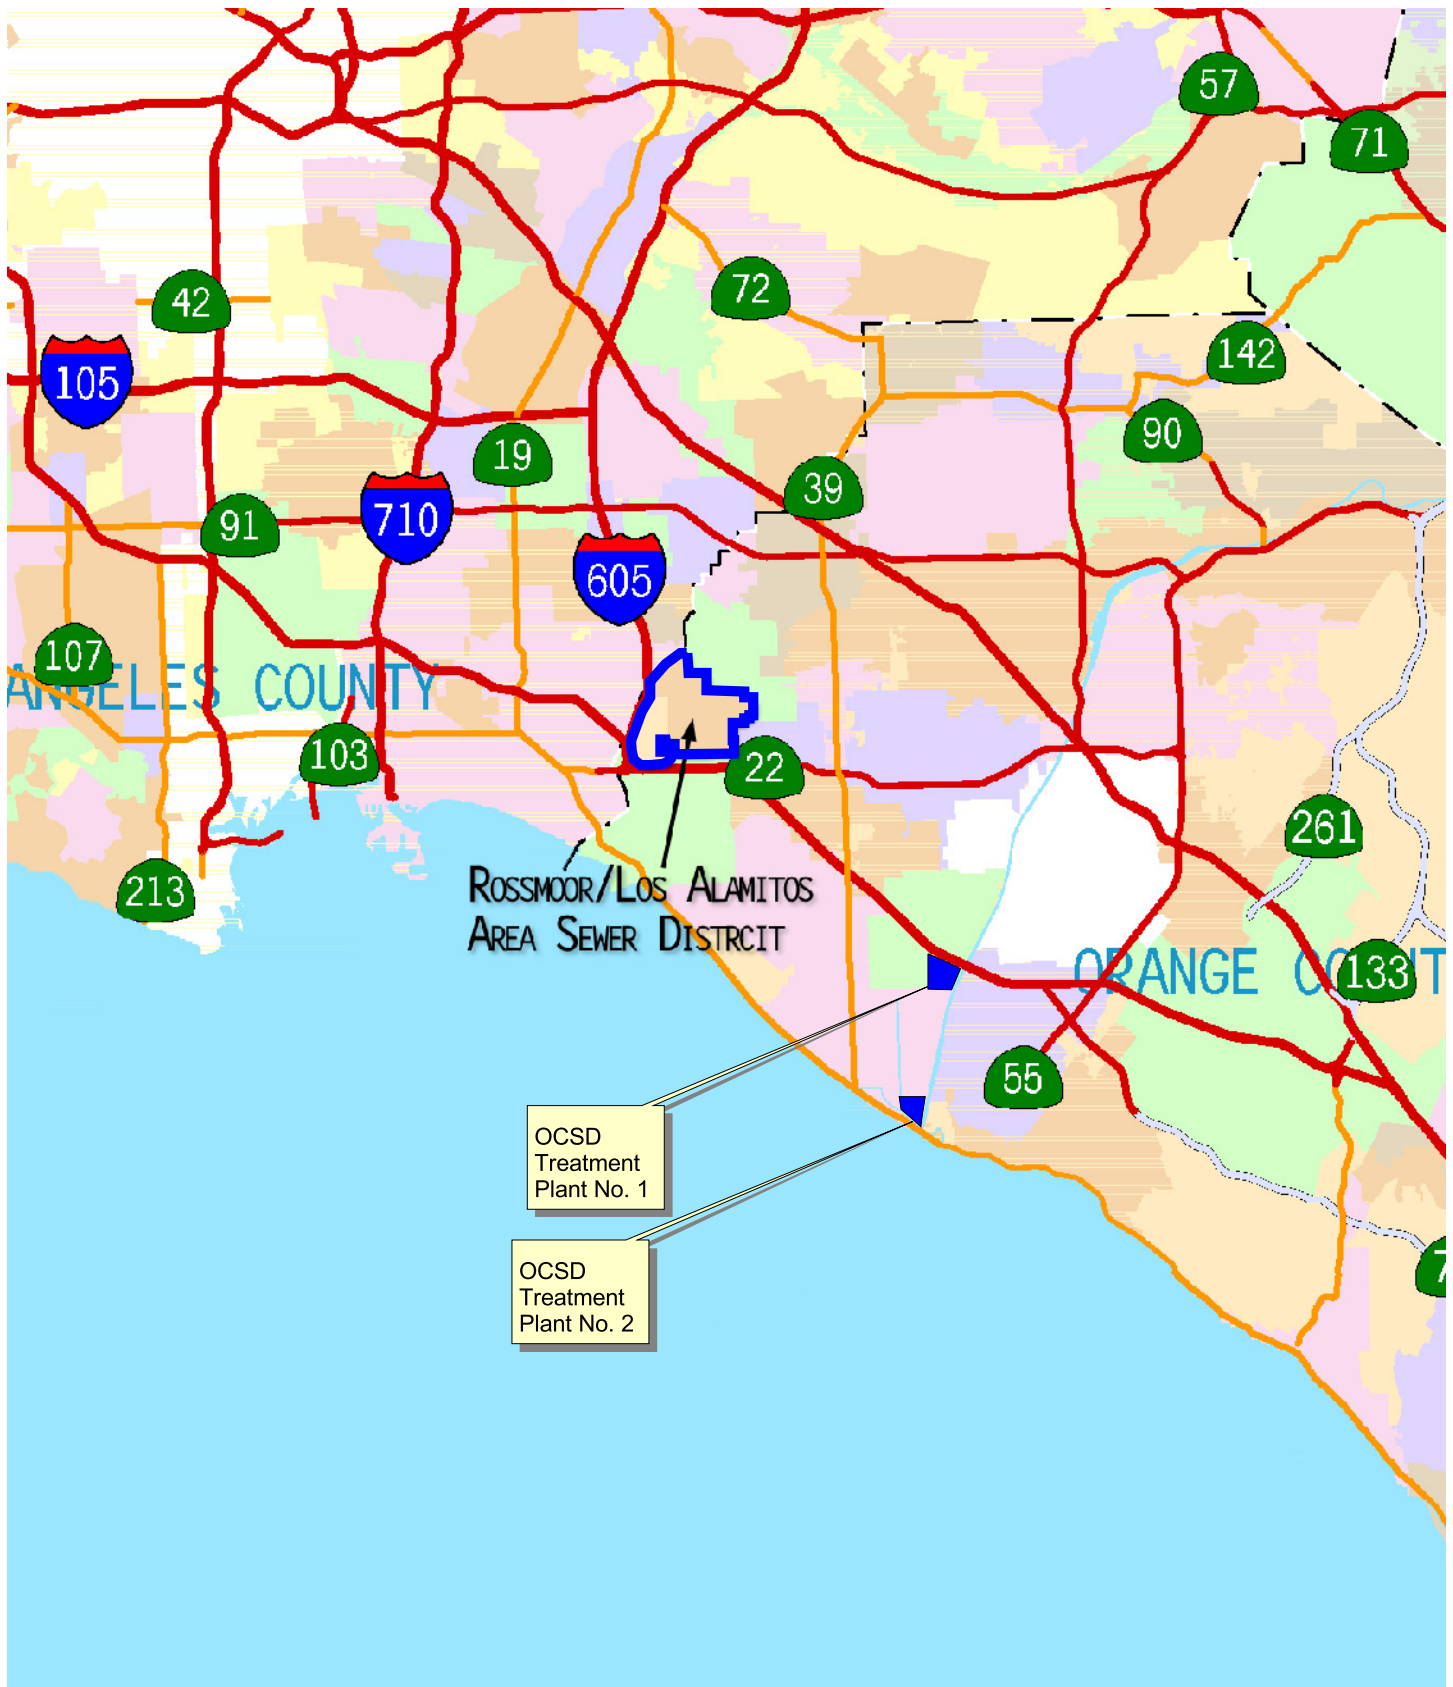 57
71
42
72
142
105
90
19
39
91
710
605
107
ANGELES COUNTY
103
22
261
213
ROSSMOOR/LOS ALAMITOS
AREA SEWER DISTRCIT
ORANGE COUNT
133
55
OCSD
Treatment
Plant No. 1
OCSD
Treatment
Plant No. 2
7